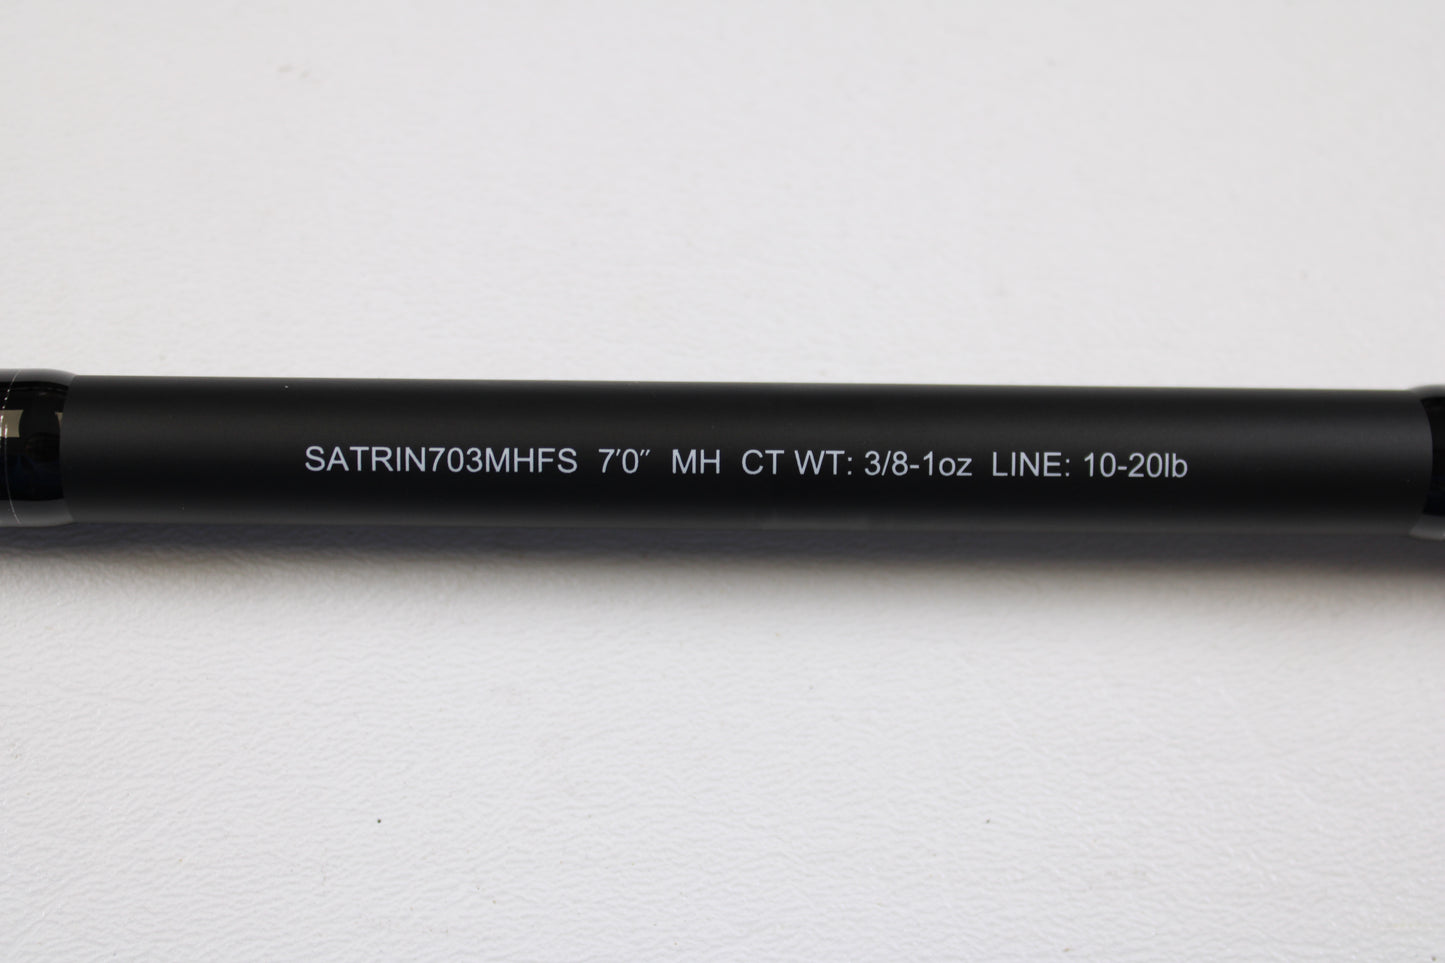 SATRIN703MHFS 7'0" MH CT WT: 3/8-1oz LINE: 10-20lb